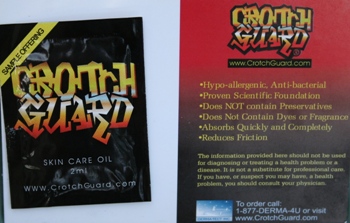 SAMPLE OFFERING
CROTCH
GUARD
SKIN CARE OIL
2ml
www.CrotchGuard.com
CROTCH
GUARD
www.CrotchGuard.com
•Hypo-allergenic, Anti-bacterial
•Proven Scientific Foundation
•Does NOT contain Preservatives
•Does Not Contain Dyes or Fragrance
•Absorbs Quickly and Completely
•Reduces Friction
The information provided here should not be used
for diagnosing or treating a health problem or a
disease. It is not a substitute for professional care.
If you have, or suspect you may have, a health
problem, you should consult your physician.
To order call:
1-877-DERMA-4U or visit
www.CrotchGuard.com